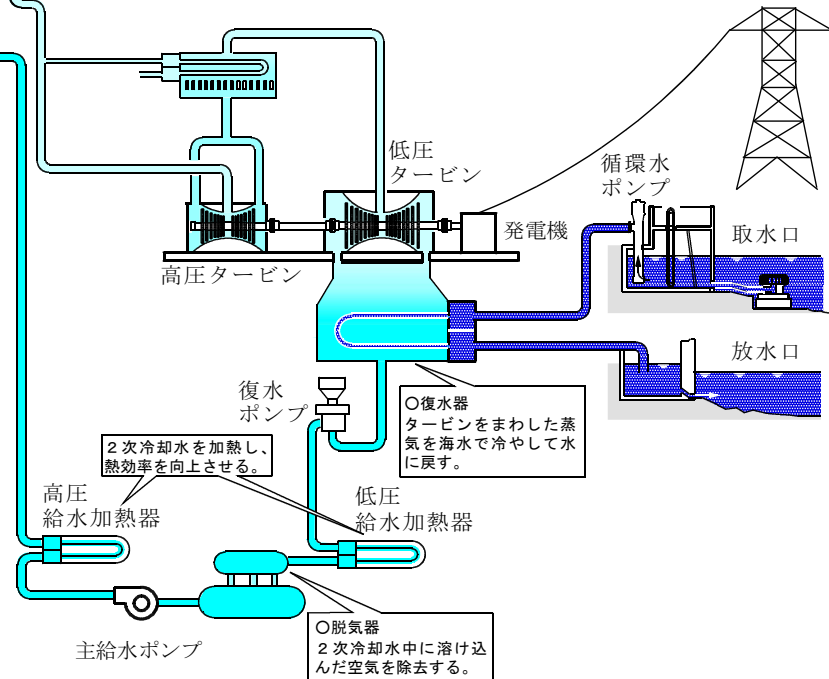 低圧
タービン
循環水
ポンプ
発電機
取水口
高圧タービン
放水口
復水
ポンプ
○復水器
タービンをまわした蒸
気を海水で冷やして水
に戻す。
２次冷却水を加熱し、
熱効率を向上させる。
高圧
給水加熱器
低圧
給水加熱器
○脱気器
２次冷却水中に溶け込
んだ空気を除去する。
主給水ポンプ